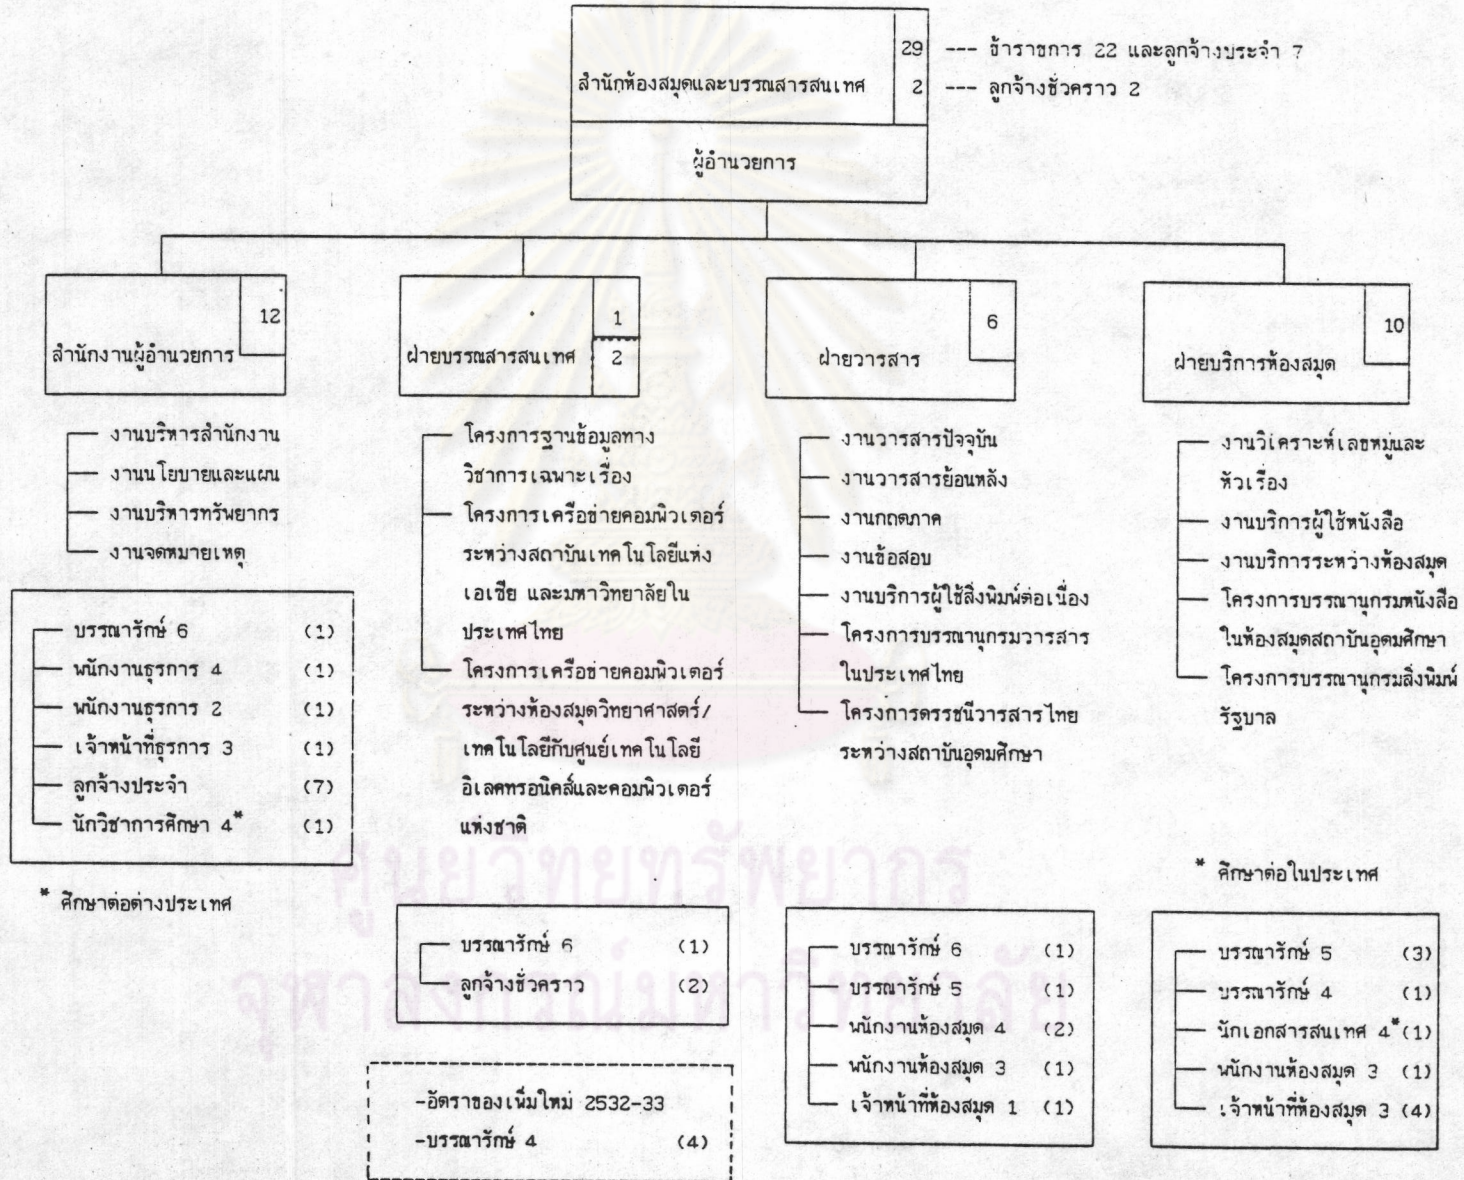 29 --- ข้าราชการ 22 และลูกจ้างประจำ 7
สำนักห้องสมุดและบรรณสารสนเทศ 2 --- ลูกจ้างชั่วคราว 2
ผู้อำนวยการ
12
สำนักงานผู้อำนวยการ
งานบริหารสำนักงาน
งานนโยบายและแผน
งานบริหารทรัพยากร
งานจดหมายเหตุ
บรรณารักษ์ 6 (1)
พนักงานธุรการ 4 (1)
พนักงานธุรการ 2 (1)
เจ้าหน้าที่ธุรการ 3 (1)
ลูกจ้างประจำ (7)
นักวิชาการศึกษา 4* (1)
* ศึกษาต่อต่างประเทศ
1
ฝ่ายบรรณสารสนเทศ 2
โครงการฐานข้อมูลทาง
วิชาการเฉพาะเรื่อง
โครงการเครือข่ายคอมพิวเตอร์
ระหว่างสถาบันเทคโนโลยีแห่ง
เอเซีย และมหาวิทยาลัยใน
ประเทศไทย
โครงการเครือข่ายคอมพิวเตอร์
ระหว่างห้องสมุดวิทยาศาสตร์/
เทคโนโลยีกับศูนย์เทคโนโลยี
อิเลคทรอนิคส์และคอมพิวเตอร์
แห่งชาติ
บรรณารักษ์ 6 (1)
ลูกจ้างชั่วคราว (2)
-อัตราของเพิ่มใหม่ 2532-33
-บรรณารักษ์ 4 (4)
6
ฝ่ายวารสาร
งานวารสารปัจจุบัน
งานวารสารย้อนหลัง
งานกฤตภาค
งานข้อสอบ
งานบริการผู้ใช้สิ่งพิมพ์ต่อเนื่อง
โครงการบรรณานุกรมวารสาร
ในประเทศไทย
โครงการดรรชนีวารสารไทย
ระหว่างสถาบันอุดมศึกษา
บรรณารักษ์ 6 (1)
บรรณารักษ์ 5 (1)
พนักงานห้องสมุด 4 (2)
พนักงานห้องสมุด 3 (1)
เจ้าหน้าที่ห้องสมุด 1 (1)
10
ฝ่ายบริการห้องสมุด
งานวิเคราะห์เลขหมู่และ
หัวเรื่อง
งานบริการผู้ใช้หนังสือ
งานบริการระหว่างห้องสมุด
โครงการบรรณานุกรมหนังสือ
ในห้องสมุดสถาบันอุดมศึกษา
โครงการบรรณานุกรมสิ่งพิมพ์
รัฐบาล
* ศึกษาต่อในประเทศ
บรรณารักษ์ 5 (3)
บรรณารักษ์ 4 (1)
นักเอกสารสนเทศ 4* (1)
พนักงานห้องสมุด 3 (1)
เจ้าหน้าที่ห้องสมุด 3 (4)
ศูนย์วิทยทรัพยากร
จุฬาลงกรณ์มหาวิทยาลัย